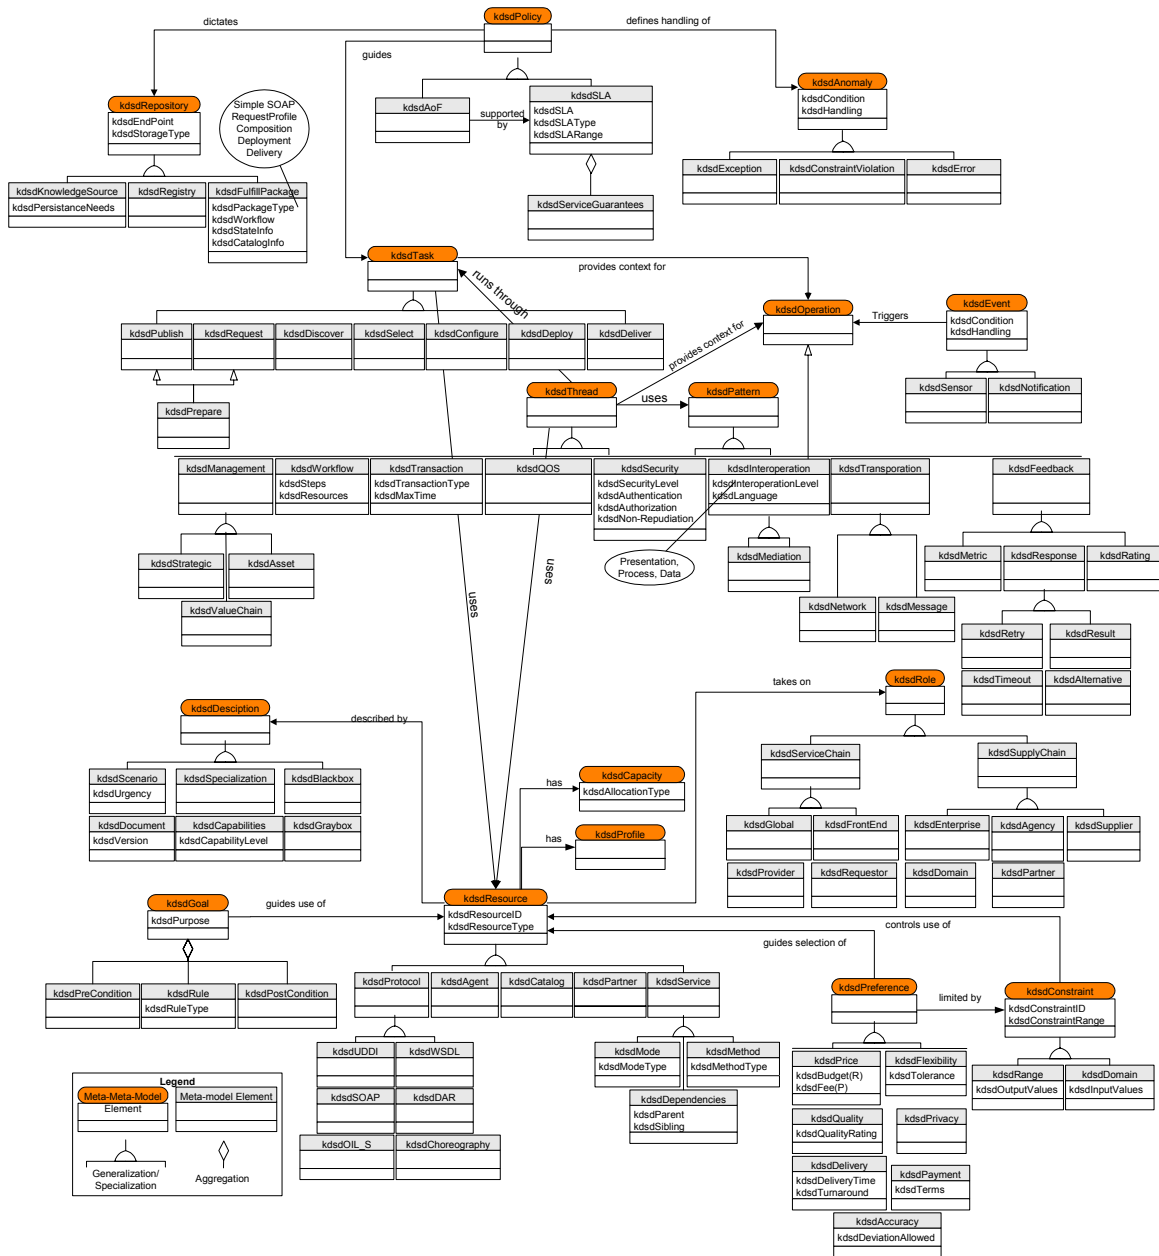 kdsdPolicy
dictates
defines handling of
guides
kdsdRepository
kdsdEndPoint
kdsdStorageType
Simple SOAP
RequestProfile
Composition
Deployment
Delivery
kdsdAoF
supported
by
kdsdSLA
kdsdSLA
kdsdSLAType
kdsdSLARange
kdsdAnomaly
kdsdCondition
kdsdHandling
kdsdException
kdsdConstraintViolation
kdsdError
kdsdKnowledgeSource
kdsdPersistanceNeeds
kdsdRegistry
kdsdFulfillPackage
kdsdPackageType
kdsdWorkflow
kdsdStateInfo
kdsdCatalogInfo
kdsdServiceGuarantees
kdsdTask
provides context for
runs through
kdsdOperation
Triggers
kdsdEvent
kdsdCondition
kdsdHandling
kdsdPublish
kdsdRequest
kdsdDiscover
kdsdSelect
kdsdConfigure
kdsdDeploy
kdsdDeliver
provides context for
kdsdSensor
kdsdNotification
kdsdPrepare
kdsdThread
uses
kdsdPattern
kdsdManagement
kdsdWorkflow
kdsdSteps
kdsdResources
kdsdTransaction
kdsdTransactionType
kdsdMaxTime
kdsdQOS
kdsdSecurity
kdsdSecurityLevel
kdsdAuthentication
kdsdAuthorization
kdsdNon-Repudiation
kdsdInteroperation
kdsdInteroperationLevel
kdsdLanguage
kdsdTransporation
kdsdFeedback
kdsdStrategic
kdsdAsset
kdsdValueChain
uses
uses
Presentation,
Process, Data
kdsdMediation
kdsdNetwork
kdsdMessage
kdsdMetric
kdsdResponse
kdsdRating
kdsdRetry
kdsdResult
kdsdTimeout
kdsdAlternative
kdsdDesciption
described by
takes on
kdsdRole
kdsdScenario
kdsdUrgency
kdsdSpecialization
kdsdBlackbox
kdsdDocument
kdsdVersion
kdsdCapabilities
kdsdCapabilityLevel
kdsdGraybox
has
kdsdCapacity
kdsdAllocationType
has
kdsdProfile
kdsdServiceChain
kdsdSupplyChain
kdsdGlobal
kdsdFrontEnd
kdsdEnterprise
kdsdAgency
kdsdSupplier
kdsdProvider
kdsdRequestor
kdsdDomain
kdsdPartner
kdsdGoal
kdsdPurpose
guides use of
kdsdResource
kdsdResourceID
kdsdResourceType
controls use of
guides selection of
kdsdPreCondition
kdsdRule
kdsdRuleType
kdsdPostCondition
kdsdProtocol
kdsdAgent
kdsdCatalog
kdsdPartner
kdsdService
kdsdPreference
limited by
kdsdConstraint
kdsdConstraintID
kdsdConstraintRange
kdsdUDDI
kdsdWSDL
kdsdSOAP
kdsdDAR
kdsdOIL_S
kdsdChoreography
kdsdMode
kdsdModeType
kdsdMethod
kdsdMethodType
kdsdDependencies
kdsdParent
kdsdSibling
kdsdPrice
kdsdBudget(R)
kdsdFee(P)
kdsdFlexibility
kdsdTolerance
kdsdRange
kdsdOutputValues
kdsdDomain
kdsdInputValues
kdsdQuality
kdsdQualityRating
kdsdPrivacy
kdsdDelivery
kdsdDeliveryTime
kdsdTurnaround
kdsdPayment
kdsdTerms
kdsdAccuracy
kdsdDeviationAllowed
Legend
Meta-Meta-Model
Element
Meta-model Element
Generalization/
Specialization
Aggregation